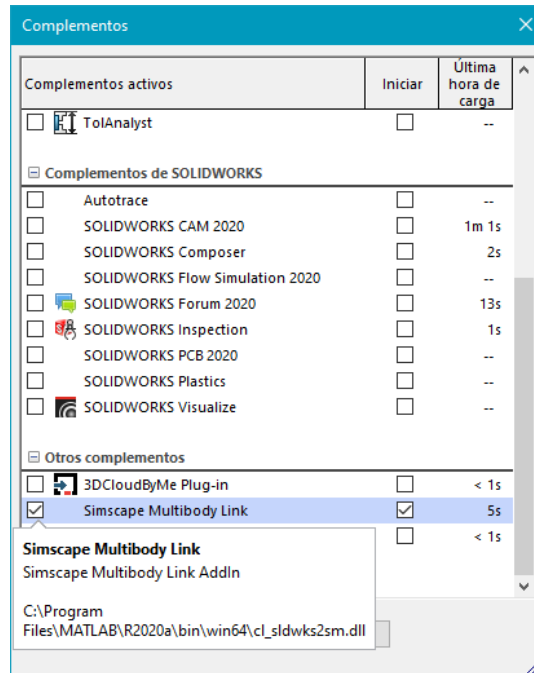 Complementos
Complementos activos Iniciar Última hora de carga
TolAnalyst --
Complementos de SOLIDWORKS
Autotrace --
SOLIDWORKS CAM 2020 1m 1s
SOLIDWORKS Composer 2s
SOLIDWORKS Flow Simulation 2020 --
SOLIDWORKS Forum 2020 13s
SOLIDWORKS Inspection 1s
SOLIDWORKS PCB 2020 --
SOLIDWORKS Plastics --
SOLIDWORKS Visualize --
Otros complementos
3DCloudByMe Plug-in < 1s
Simscape Multibody Link 5s
< 1s
Simscape Multibody Link
Simscape Multibody Link AddIn
C:\Program
Files\MATLAB\R2020a\bin\win64\cl_sldwks2sm.dll